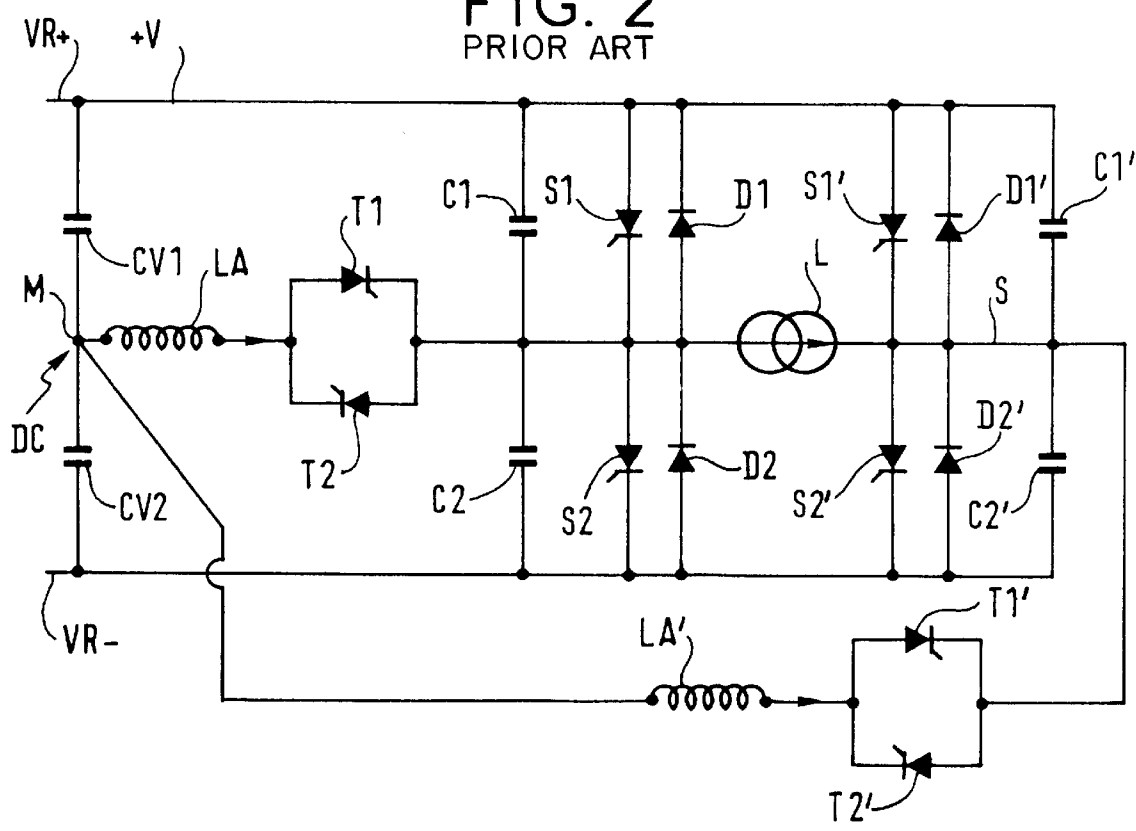 FIG. 2
PRIOR ART
VR+ +V
C1 S1 D1 S1' D1' C1'
T1
CV1 LA L S
M
DC
T2 C2 S2 D2 S2' D2' C2'
CV2
VR-
LA' T1'
T2'